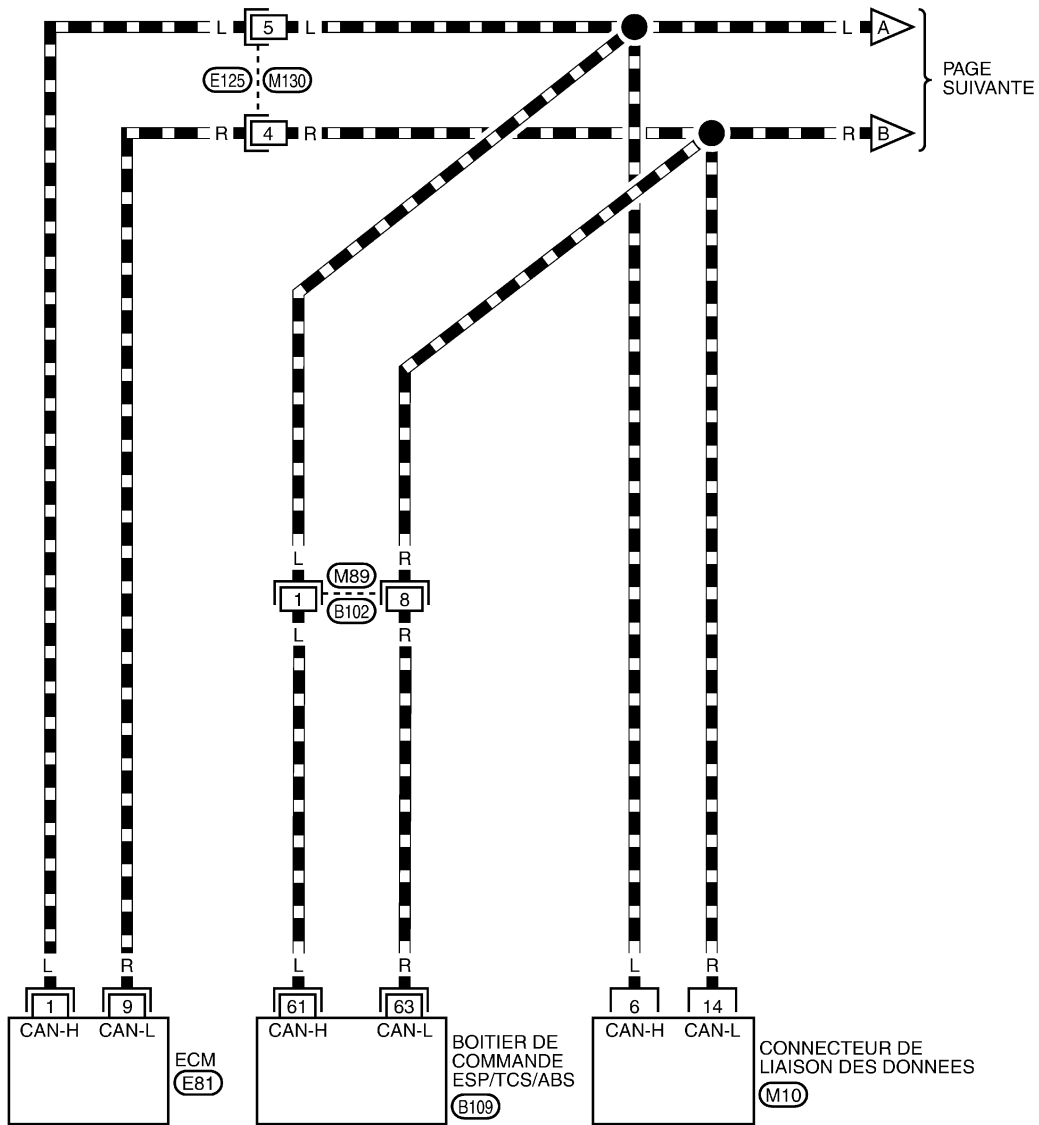 L 5 L L A
E125 M130
PAGE
SUIVANTE
R 4 R R B
L R
M89
1 8
B102
L R
L R L R L R
1 9 61 63 6 14
CAN-H CAN-L CAN-H CAN-L CAN-H CAN-L
ECM
E81
BOITIER DE
COMMANDE
ESP/TCS/ABS
B109
CONNECTEUR DE
LIAISON DES DONNEES
M10